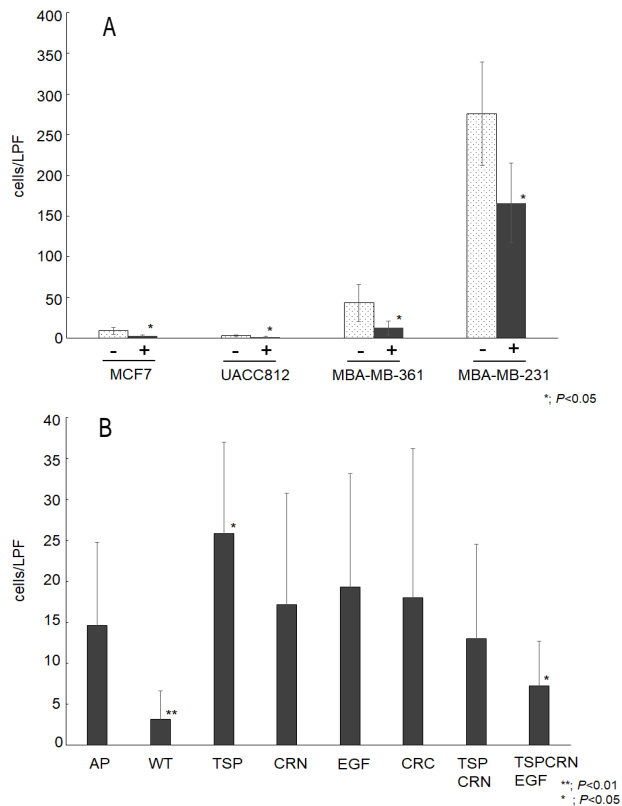 A
400
350
300
250
200
150
100
50
0
cells/LPF
* * * *
- + - + - + - +
MCF7 UACC812 MBA-MB-361 MBA-MB-231
*; P<0.05
B
40
35
30
25
20
15
10
5
0
cells/LPF
** * *
AP WT TSP CRN EGF CRC TSP TSPCRN
CRN EGF
**; P<0.01
* ; P<0.05